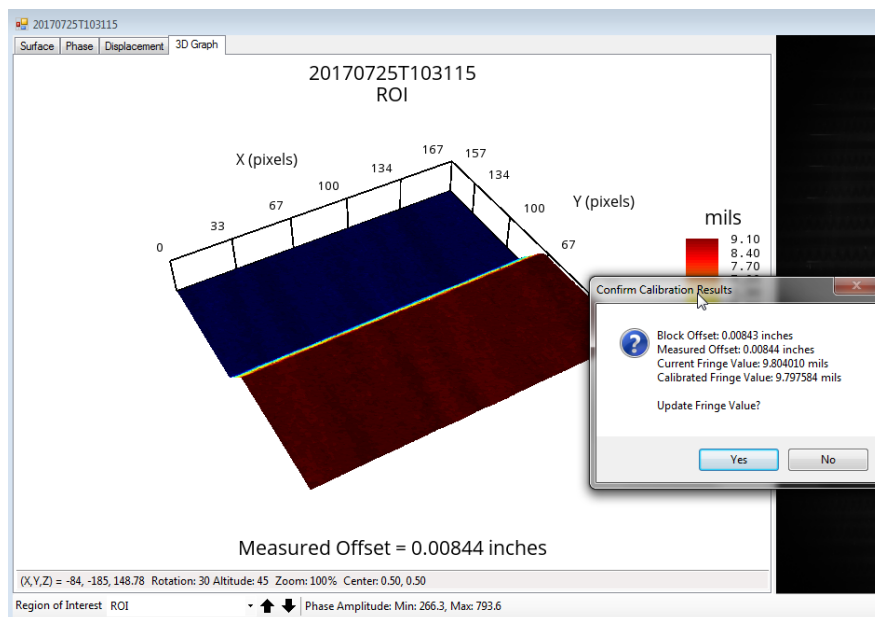 20170725T103115
Surface Phase Displacement 3D Graph
20170725T103115
ROI
X (pixels)
0 33 67 100 134 167
157 134 100 67
Y (pixels)
mils
9.10
8.40
7.70
Confirm Calibration Results
Block Offset: 0.00843 inches
Measured Offset: 0.00844 inches
Current Fringe Value: 9.804010 mils
Calibrated Fringe Value: 9.797584 mils
Update Fringe Value?
Yes No
Measured Offset = 0.00844 inches
(X,Y,Z) = -84, -185, 148.78 Rotation: 30 Altitude: 45 Zoom: 100% Center: 0.50, 0.50
Region of Interest ROI Phase Amplitude: Min: 266.3, Max: 793.6